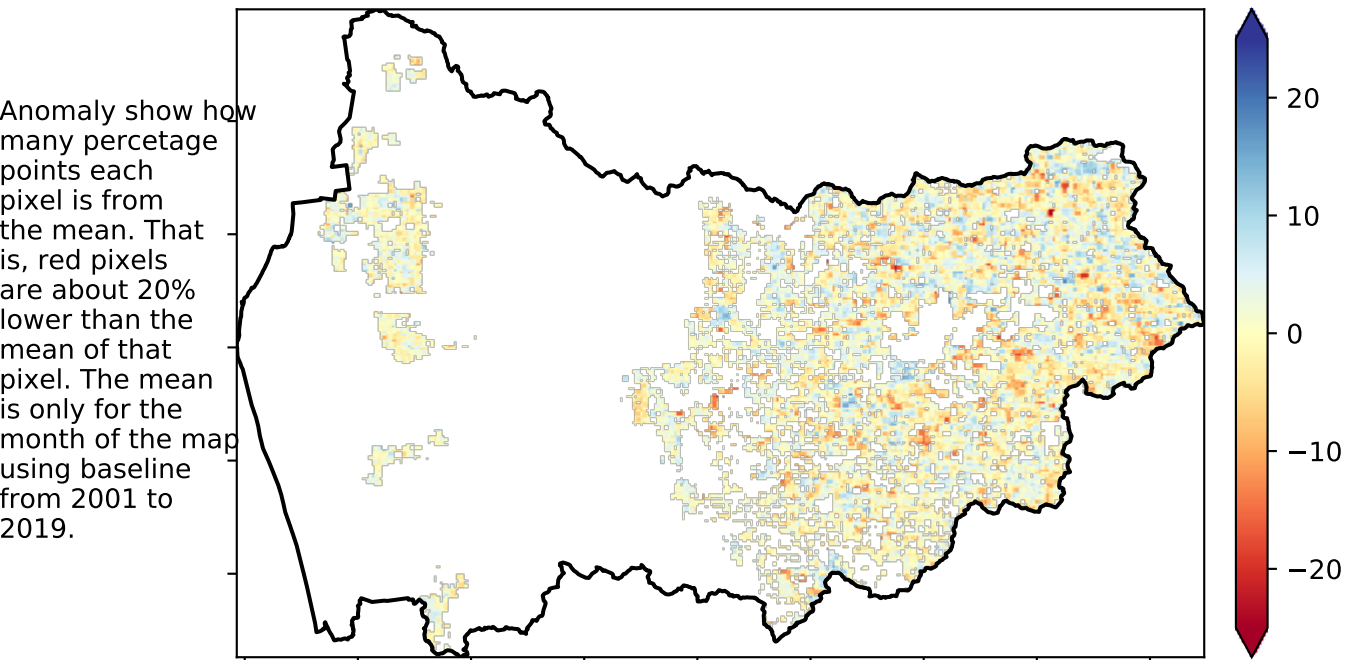 Anomaly show how
many percetage
points each
pixel is from
the mean. That
is, red pixels
are about 20%
lower than the
mean of that
pixel. The mean
is only for the
month of the map
using baseline
from 2001 to
2019.
20
10
0
−10
−20